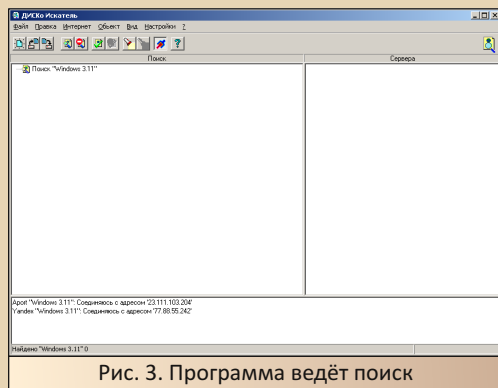 ДИСКо Искатель
Файл Правка Интернет Объект Вид Настройки ?
Поиск
Сервера
Поиск "Windows 3.11"
Aport "Windows 3.11": Соединяюсь с адресом '23.111.103.204'
Yandex "Windows 3.11": Соединяюсь с адресом '77.88.55.242'
Найдено "Windows 3.11" 0
Рис. 3. Программа ведёт поиск